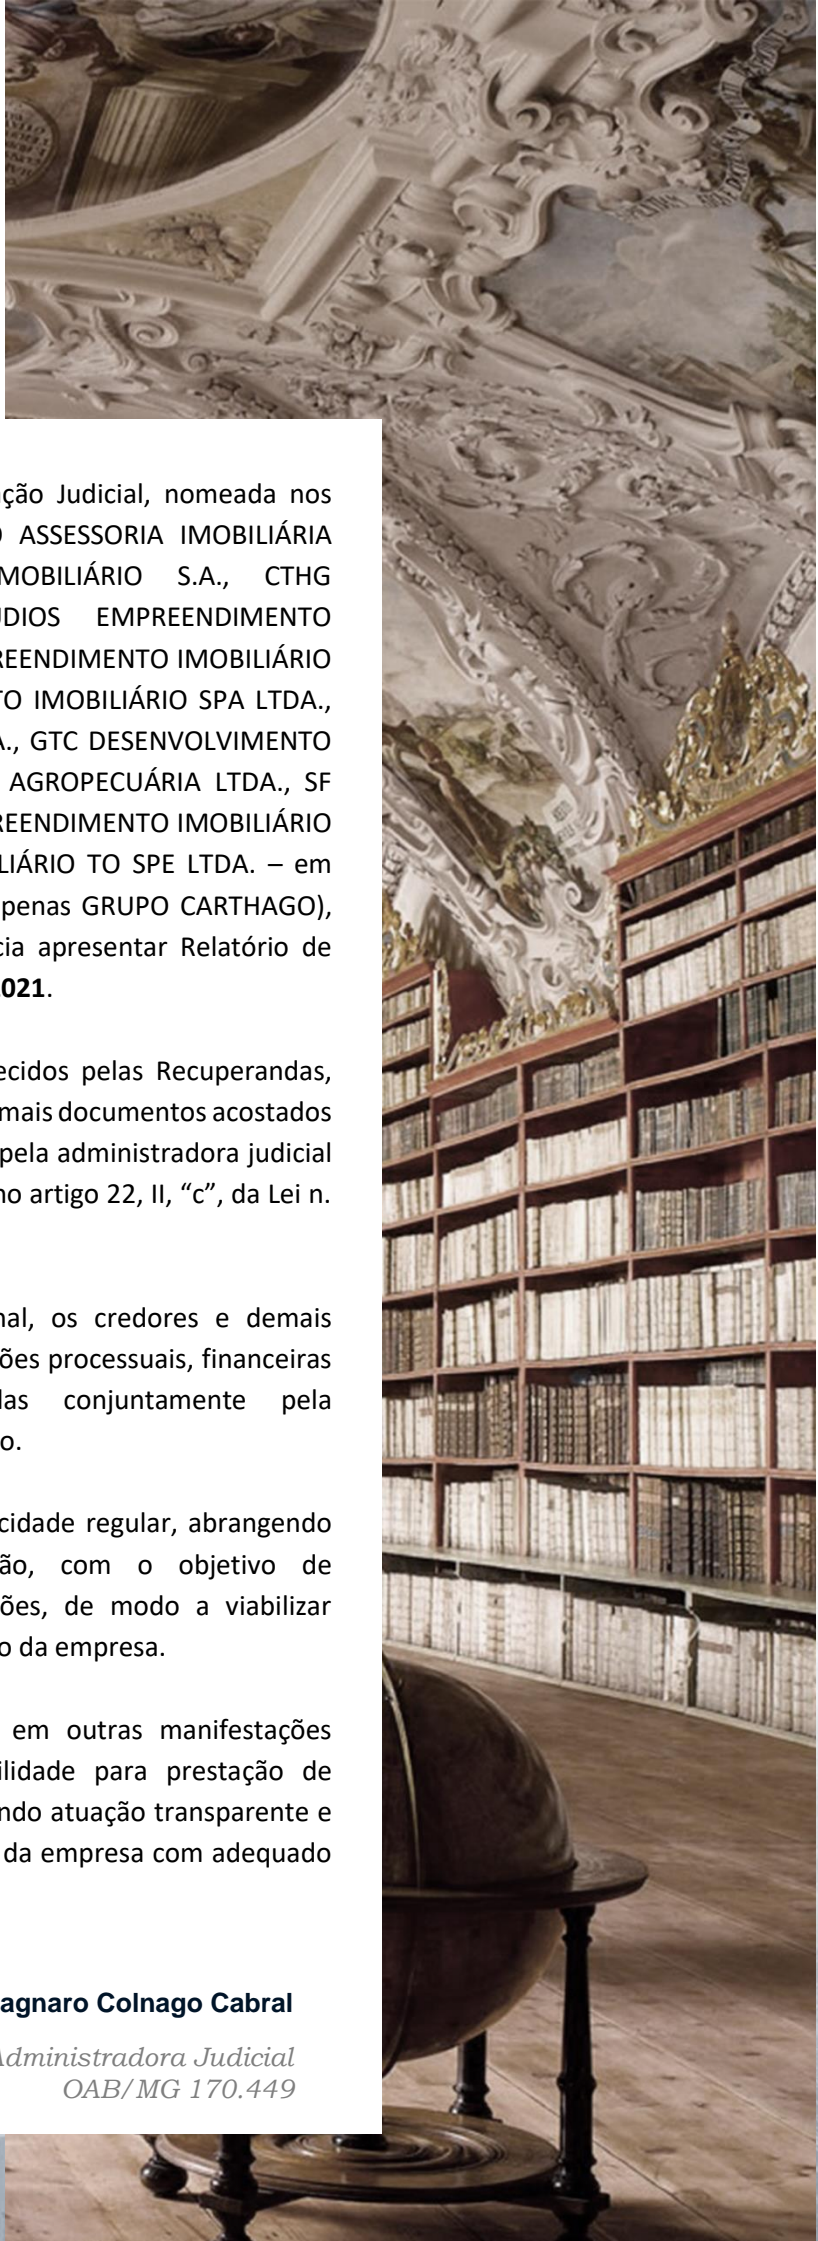 ção Judicial, nomeada nos
O ASSESSORIA IMOBILIÁRIA
MOBILIÁRIO S.A., CTHG
UDIOS EMPREENDIMENTO
REENDIMENTO IMOBILIÁRIO
TO IMOBILIÁRIO SPA LTDA.,
A., GTC DESENVOLVIMENTO
AGROPECUÁRIA LTDA., SF
REENDIMENTO IMOBILIÁRIO
LIÁRIO TO SPE LTDA. – em
penas GRUPO CARTHAGO),
cia apresentar Relatório de
021.
ecidos pelas Recuperandas,
mais documentos acostados
pela administradora judicial
no artigo 22, II, “c”, da Lei n.
nal, os credores e demais
ões processuais, financeiras
las conjuntamente pela
o.
cidade regular, abrangendo
ão, com o objetivo de
ões, de modo a viabilizar
o da empresa.
em outras manifestações
ilidade para prestação de
ndo atuação transparente e
da empresa com adequado
agnaro Colnago Cabral
Administradora Judicial
OAB/MG 170.449